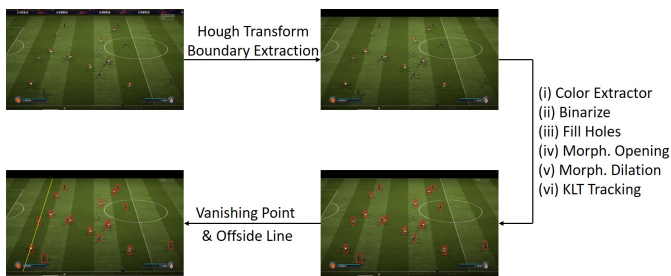 Hough Transform
Boundary Extraction
(i) Color Extractor
(ii) Binarize
(iii) Fill Holes
(iv) Morph. Opening
(v) Morph. Dilation
(vi) KLT Tracking
Vanishing Point
& Offside Line